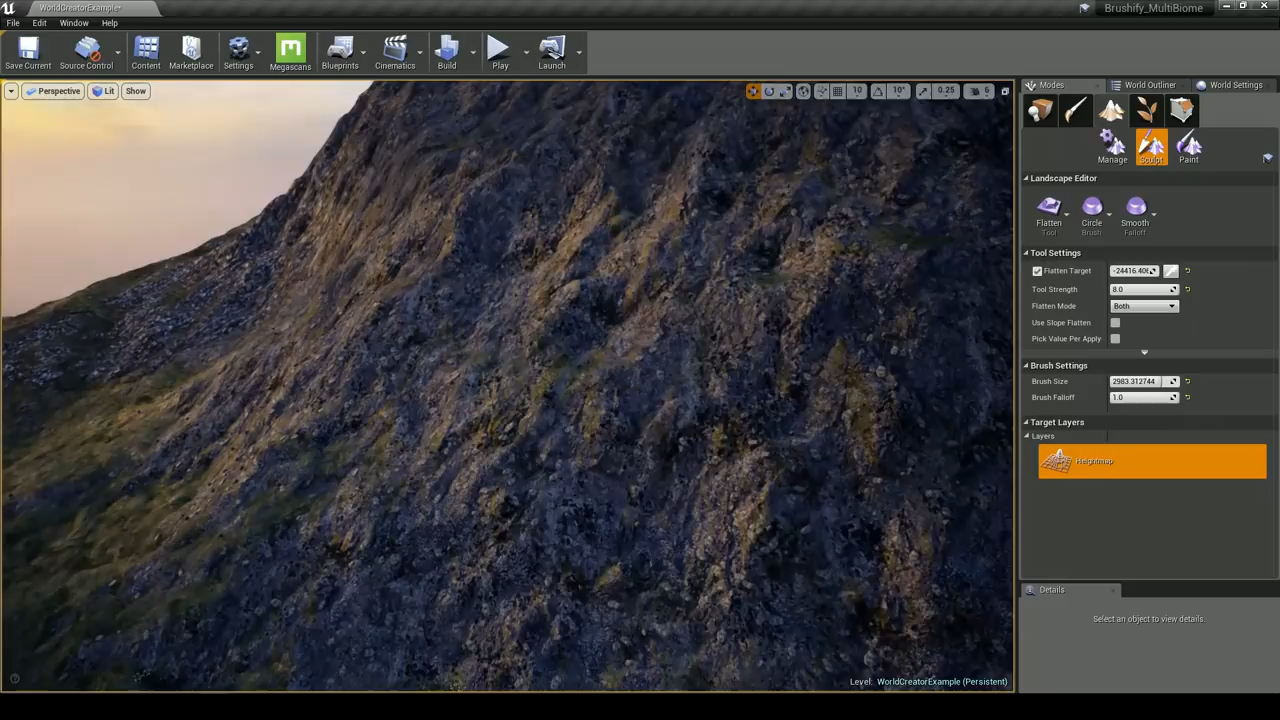 WorldCreatorExample*
Brushify_MultiBiome
File Edit Window Help
Save Current
Source Control
Content
Marketplace
Settings
Megascans
Blueprints
Cinematics
Build
Play
Launch
Perspective
Lit
Show
10
10°
0.25
6
Modes
World Outliner
World Settings
Manage
Sculpt
Paint
Landscape Editor
Flatten
Tool
Circle
Brush
Smooth
Falloff
Tool Settings
Flatten Target
Tool Strength 8.0
Flatten Mode Both
Use Slope Flatten
Pick Value Per Apply
Brush Settings
Brush Size 2983.312744
Brush Falloff 1.0
Target Layers
Layers
Heightmap
Details
Select an object to view details.
Level: WorldCreatorExample (Persistent)